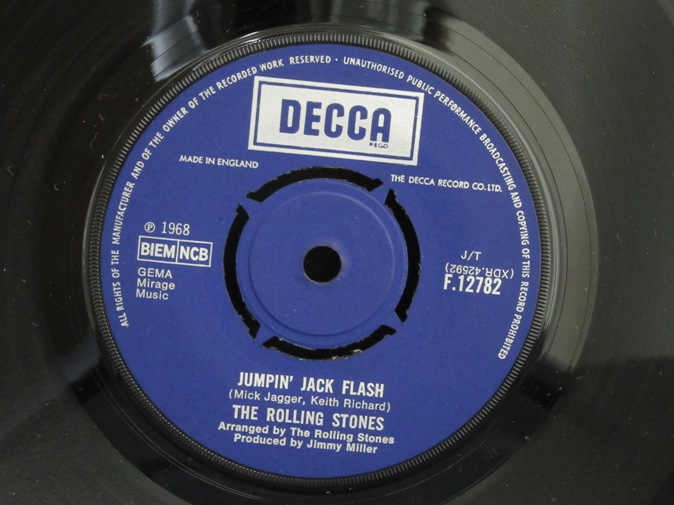 ALL RIGHTS OF THE MANUFACTURER AND OF THE OWNER OF THE RECORDED WORK RESERVED · UNAUTHORISED PUBLIC PERFORMANCE BROADCASTING AND COPYING OF THIS RECORD PROHIBITED
DECCA
REGD.
MADE IN ENGLAND
THE DECCA RECORD CO. LTD.
℗ 1968
BIEM NCB
GEMA
Mirage
Music
J/T
(XDR.42592)
F.12782
JUMPIN' JACK FLASH
(Mick Jagger, Keith Richard)
THE ROLLING STONES
Arranged by The Rolling Stones
Produced by Jimmy Miller